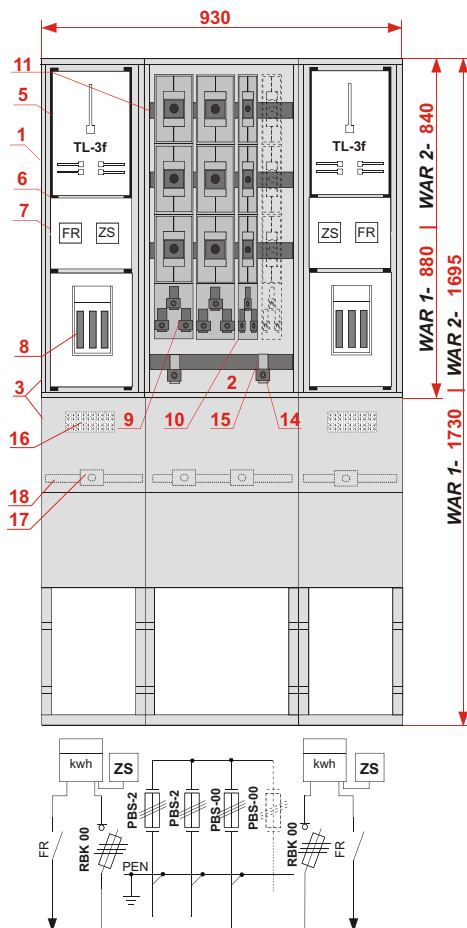 930
11
5
1
6
7
8
3
16
18
17
TL-3f
FR ZS
TL-3f
ZS FR
2
9 10 15 14
WAR 1- 880 | WAR 2- 840
WAR 1- 1730 | WAR 2- 1695
kwh ZS
FR
RBK 00
PEN
PBS-2
PBS-2
PBS-00
PBS-00
kwh ZS
RBK 00
FR